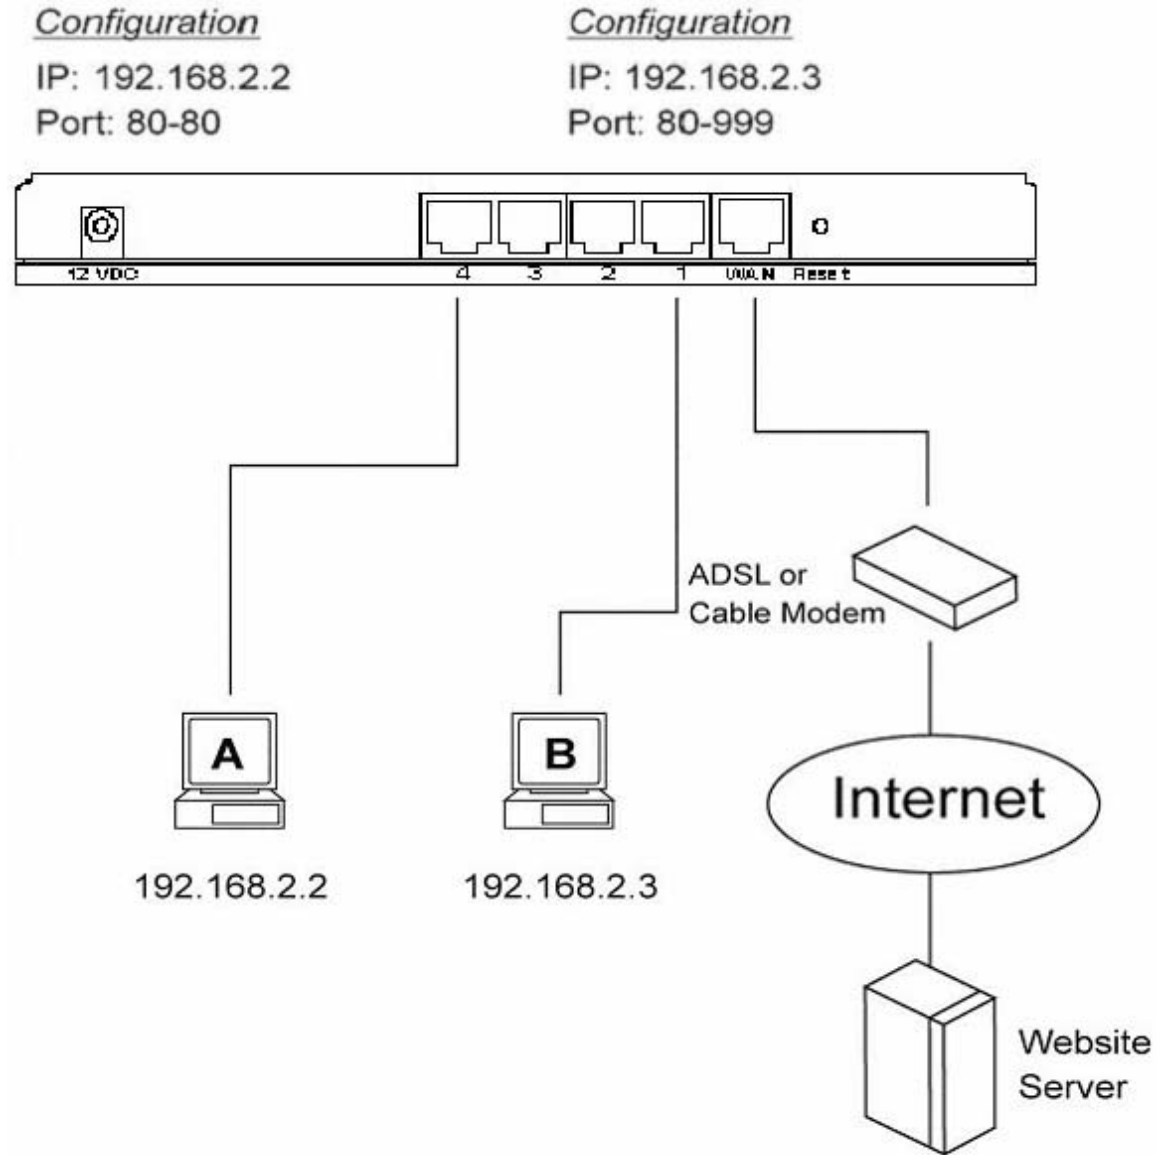 Configuration
IP: 192.168.2.2
Port: 80-80
Configuration
IP: 192.168.2.3
Port: 80-999
12 VDC
4
3
2
1
WAN
Reset
ADSL or
Cable Modem
A
B
192.168.2.2
192.168.2.3
Internet
Website
Server